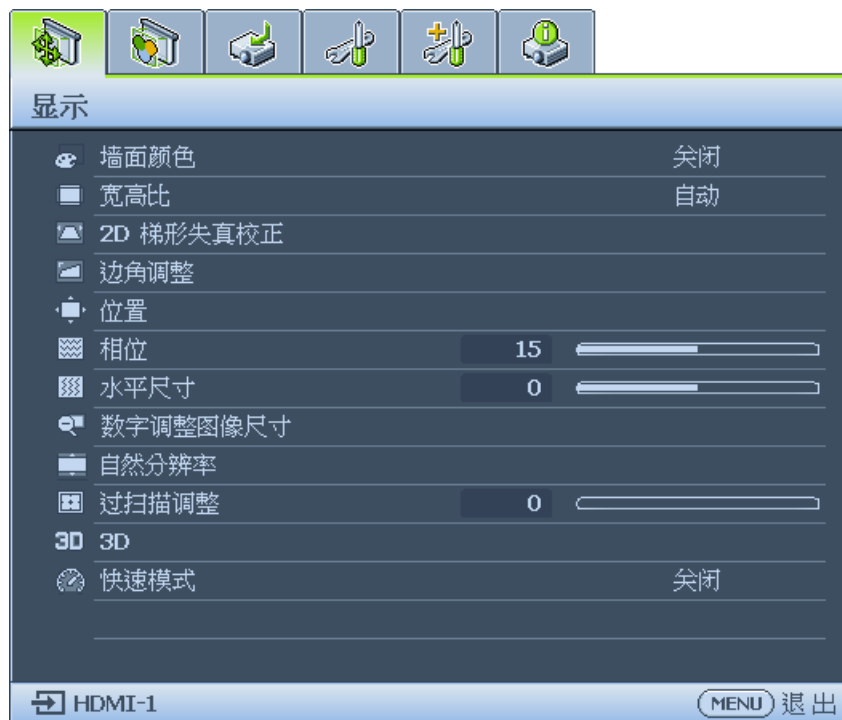 显示
墙面颜色 关闭
宽高比 自动
2D 梯形失真校正
边角调整
位置
相位 15
水平尺寸 0
数字调整图像尺寸
自然分辨率
过扫描调整 0
3D 3D
快速模式 关闭
HDMI-1 MENU 退出